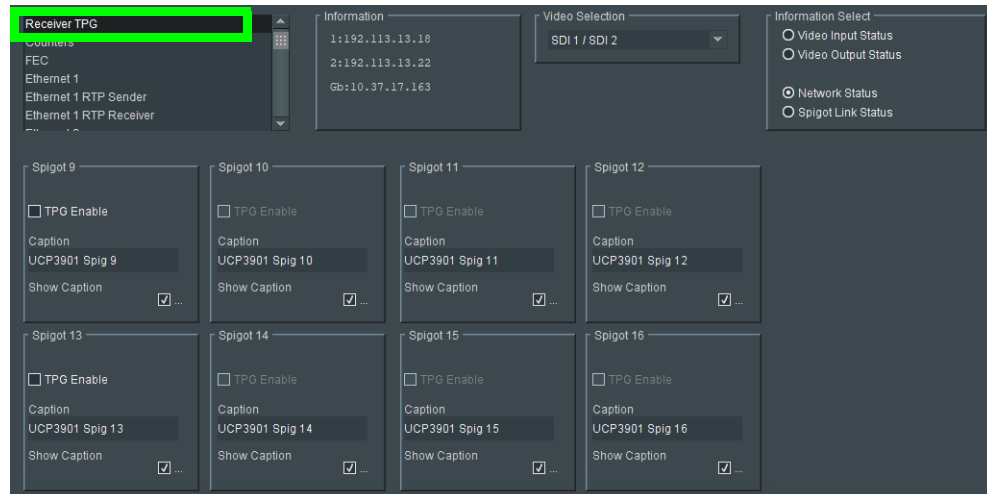 Receiver TPG
Counters
FEC
Ethernet 1
Ethernet 1 RTP Sender
Ethernet 1 RTP Receiver
Information
1:192.113.13.18
2:192.113.13.22
Gb:10.37.17.163
Video Selection
SDI 1 / SDI 2
Information Select
Video Input Status
Video Output Status
Network Status
Spigot Link Status
Spigot 9
TPG Enable
Caption
UCP3901 Spig 9
Show Caption
...
Spigot 10
TPG Enable
Caption
UCP3901 Spig 10
Show Caption
...
Spigot 11
TPG Enable
Caption
UCP3901 Spig 11
Show Caption
...
Spigot 12
TPG Enable
Caption
UCP3901 Spig 12
Show Caption
...
Spigot 13
TPG Enable
Caption
UCP3901 Spig 13
Show Caption
...
Spigot 14
TPG Enable
Caption
UCP3901 Spig 14
Show Caption
...
Spigot 15
TPG Enable
Caption
UCP3901 Spig 15
Show Caption
...
Spigot 16
TPG Enable
Caption
UCP3901 Spig 16
Show Caption
...